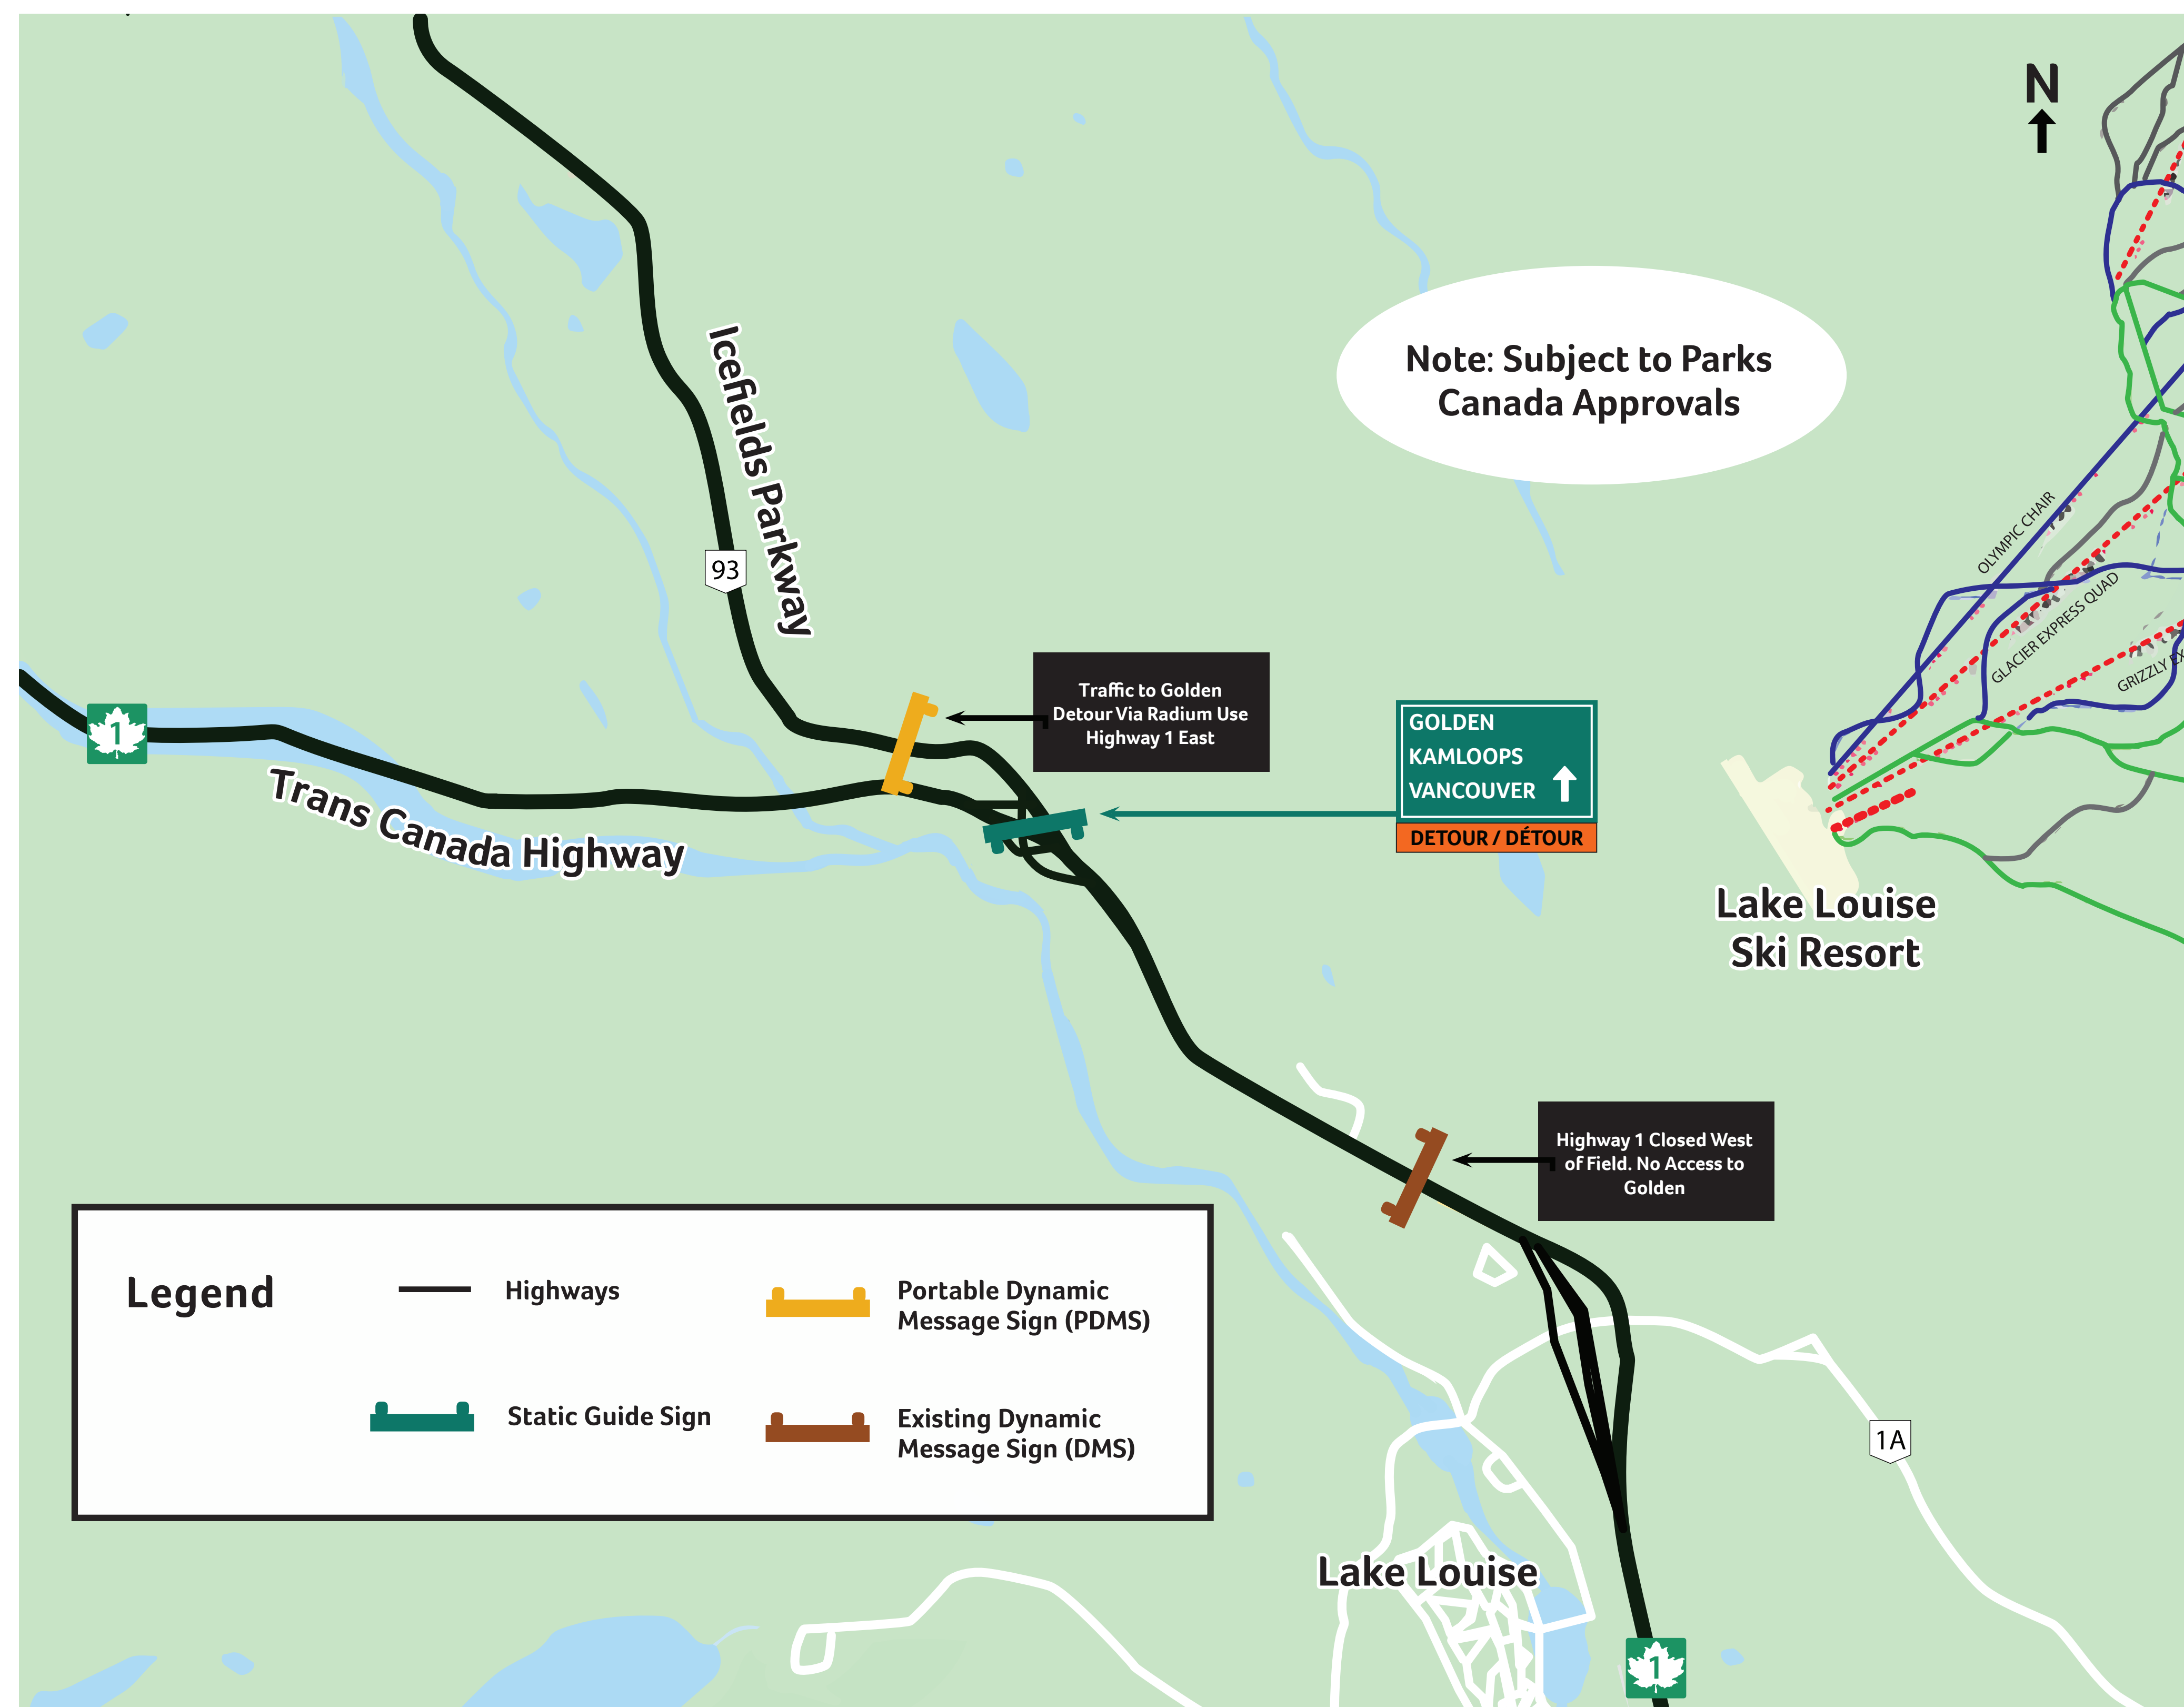 N
Note: Subject to Parks
Canada Approvals
Icefields Parkway
93
OLYMPIC CHAIR
GLACIER EXPRESS QUAD
Traffic to Golden
Detour Via Radium Use
Highway 1 East
GOLDEN
KAMLOOPS
VANCOUVER
DETOUR / DÉTOUR
1
Trans Canada Highway
Lake Louise
Ski Resort
Highway 1 Closed West
of Field. No Access to
Golden
Legend
Highways
Portable Dynamic
Message Sign (PDMS)
Static Guide Sign
Existing Dynamic
Message Sign (DMS)
1A
Lake Louise
1
GRIZZLY EX